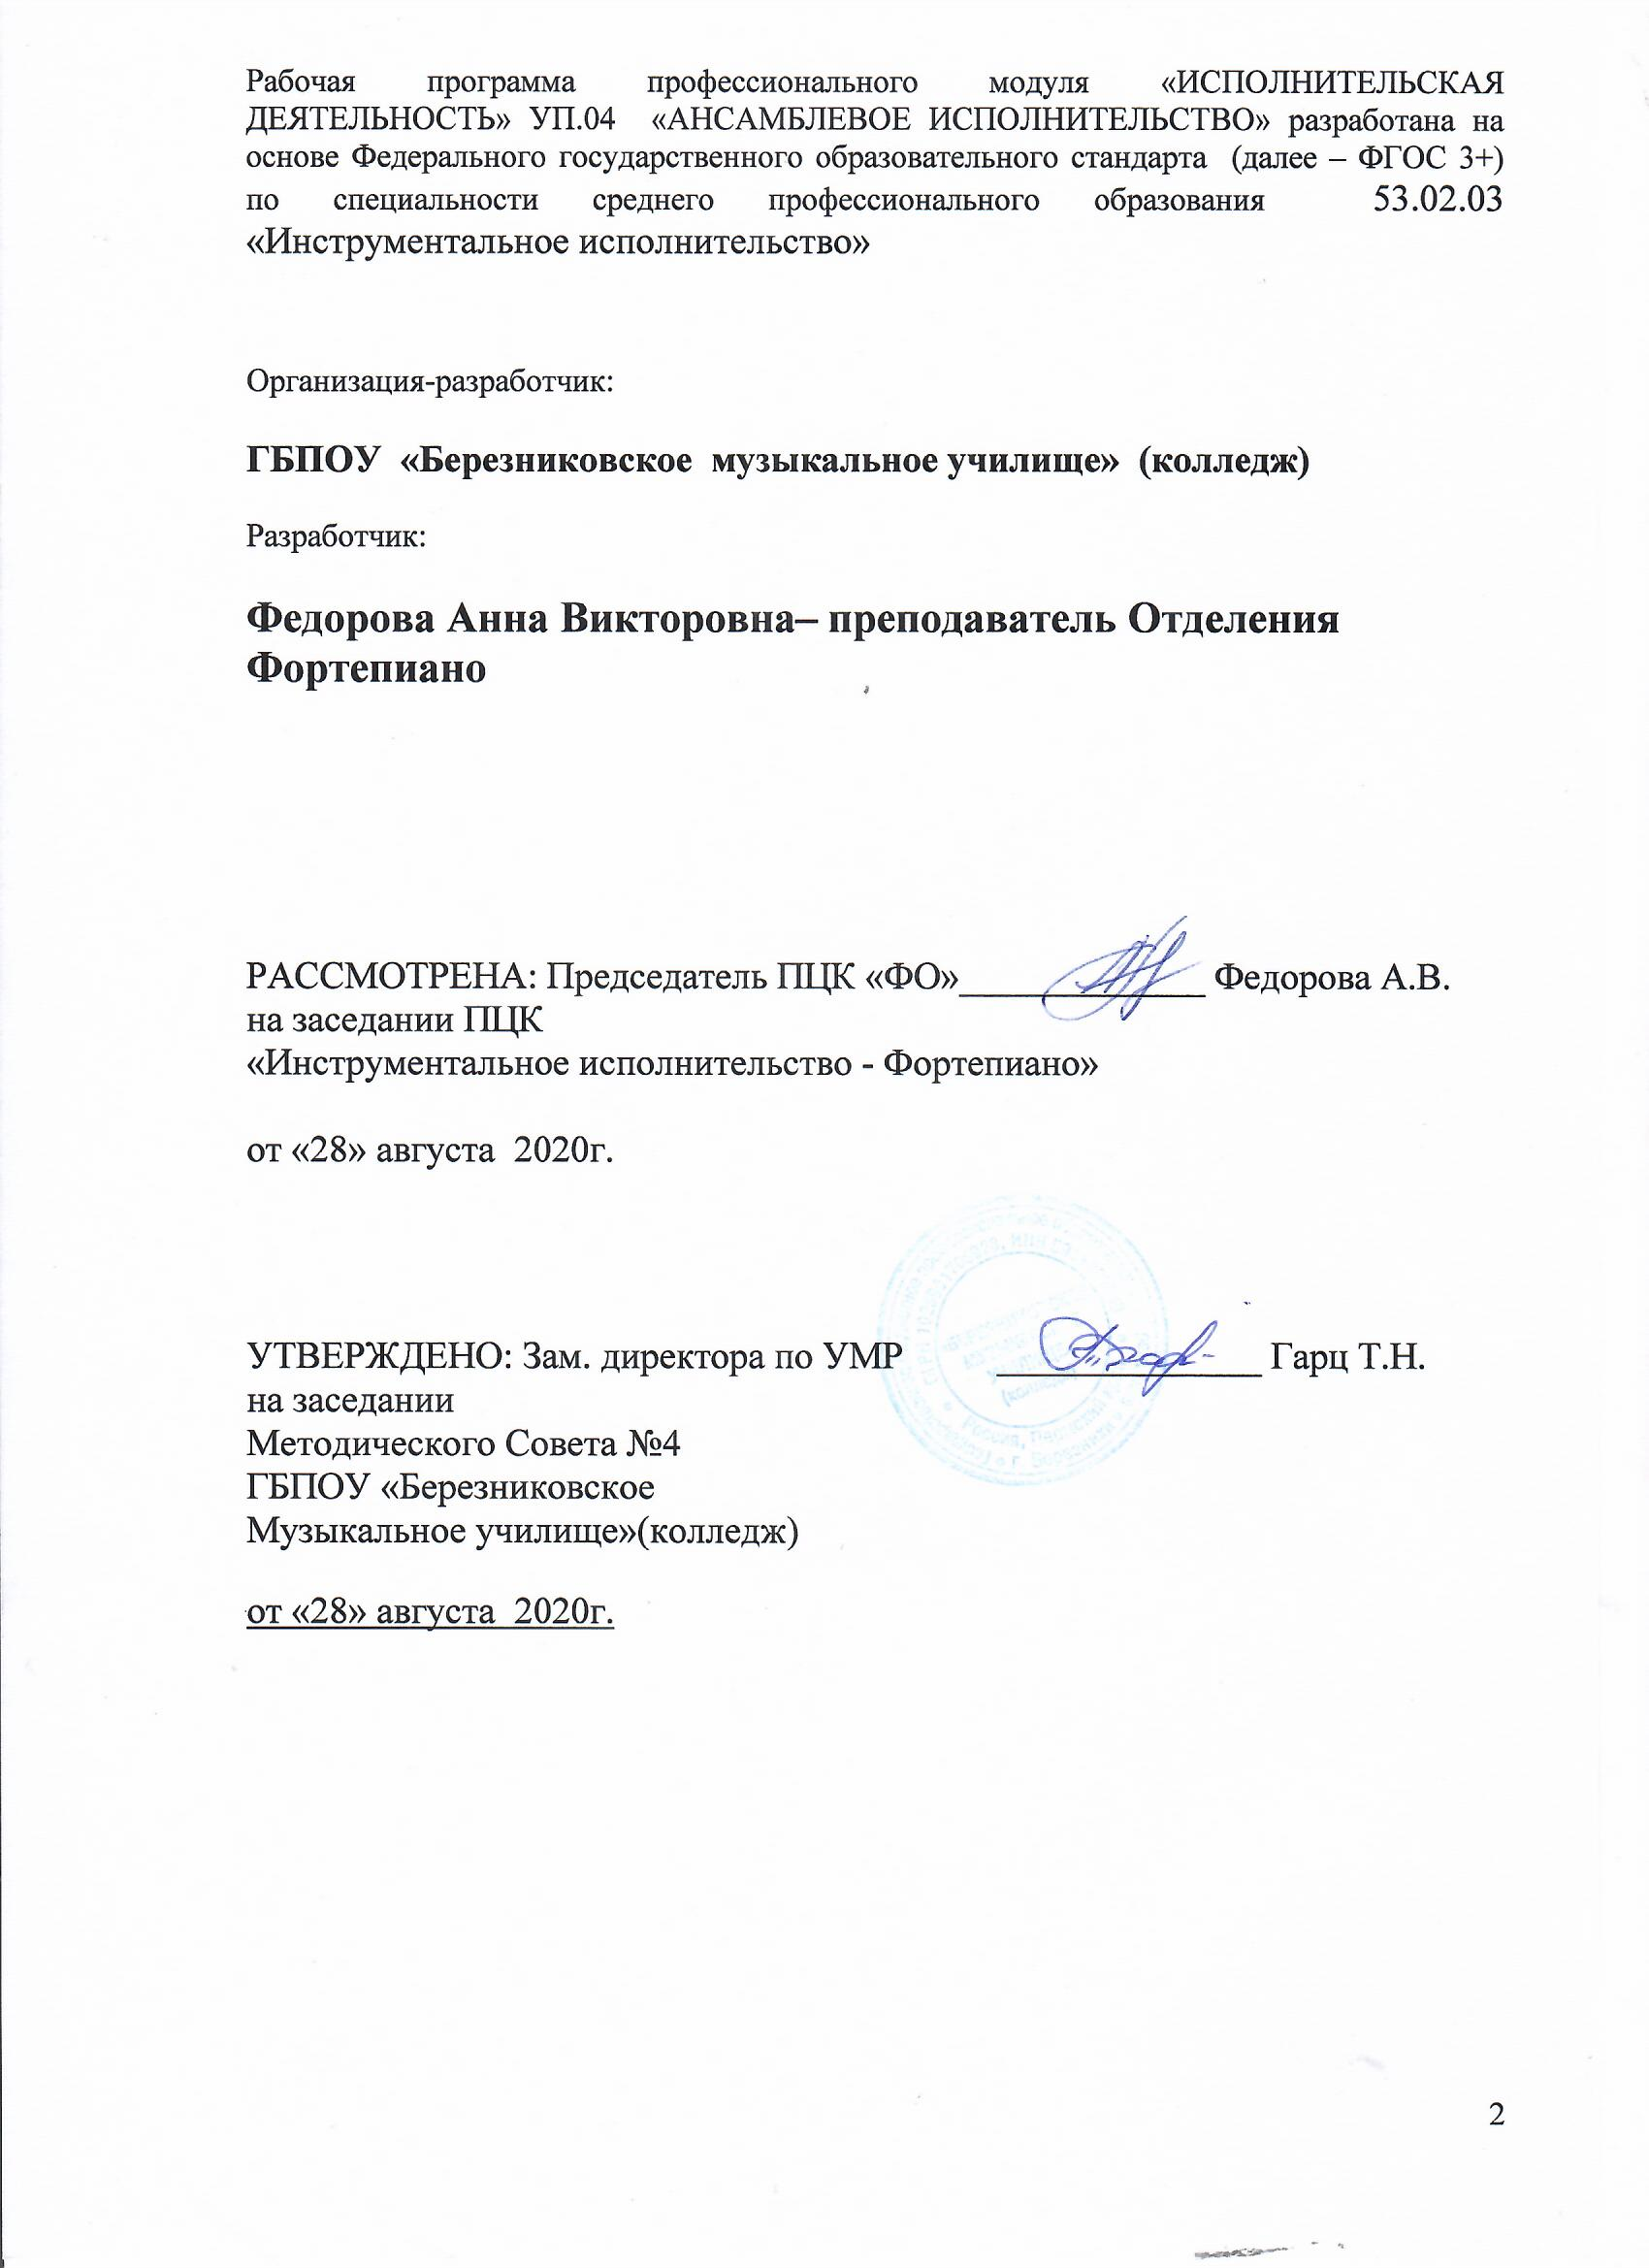 Рабочая программа профессионального модуля «ИСПОЛНИТЕЛЬСКАЯ
ДЕЯТЕЛЬНОСТЬ» УП.04 «АНСАМБЛЕВОЕ ИСПОЛНИТЕЛЬСТВО» разработана на
основе Федерального государственного образовательного стандарта (далее – ФГОС 3+)
по специальности среднего профессионального образования 53.02.03
«Инструментальное исполнительство»
Организация-разработчик:
ГБПОУ «Березниковское музыкальное училище» (колледж)
Разработчик:
Федорова Анна Викторовна– преподаватель Отделения
Фортепиано
РАССМОТРЕНА: Председатель ПЦК «ФО»_____________ Федорова А.В.
на заседании ПЦК
«Инструментальное исполнительство - Фортепиано»
от «28» августа 2020г.
УТВЕРЖДЕНО: Зам. директора по УМР ______________ Гарц Т.Н.
на заседании
Методического Совета №4
ГБПОУ «Березниковское
Музыкальное училище»(колледж)
от «28» августа 2020г.
2